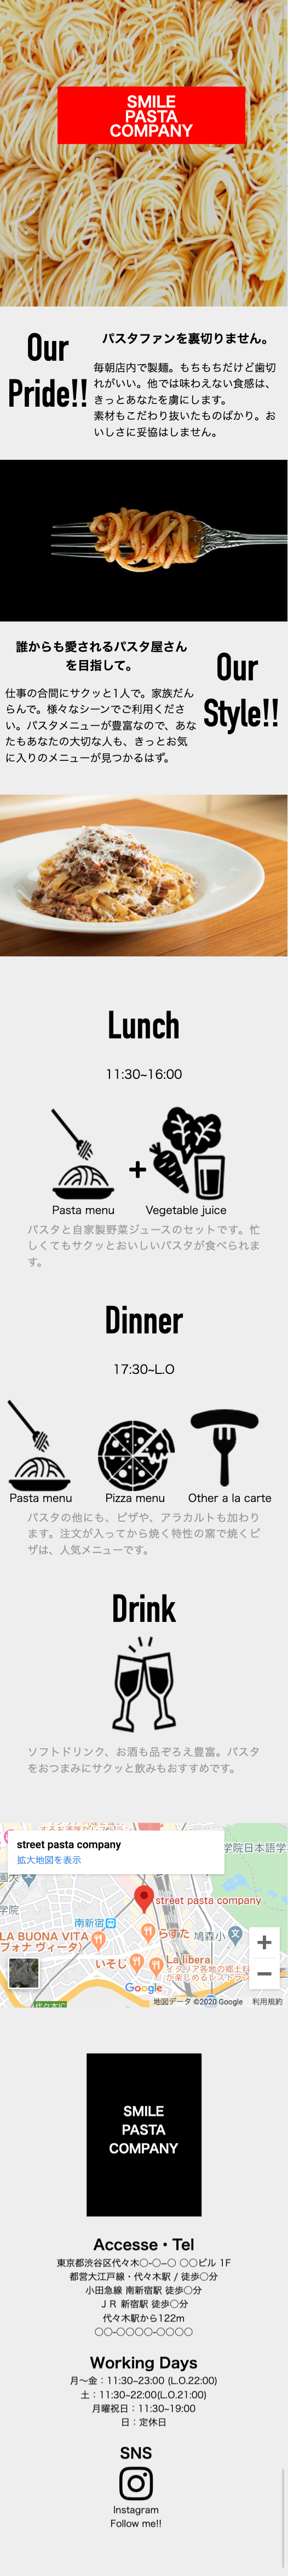 SMILE
PASTA
COMPANY
Our
Pride!!
パスタファンを裏切りません。
毎朝店内で製麺。もちもちだけど歯切
れがいい。他では味わえない食感は、
きっとあなたを虜にします。
素材もこだわり抜いたものばかり。お
いしさに妥協はしません。
誰からも愛されるパスタ屋さん
を目指して。
仕事の合間にサクッと1人で。家族だん
らんで。様々なシーンでご利用くださ
い。パスタメニューが豊富なので、あな
たもあなたの大切な人も、きっとお気
に入りのメニューが見つかるはず。
Our
Style!!
Lunch
11:30~16:00
+
Pasta menu
Vegetable juice
パスタと自家製野菜ジュースのセットです。忙
しくてもサクッとおいしいパスタが食べられま
す。
Dinner
17:30~L.O
Pasta menu
Pizza menu
Other a la carte
パスタの他にも、ピザや、アラカルトも加わり
ます。注文が入ってから焼く特性の窯で焼くピ
ザは、人気メニューです。
Drink
ソフトドリンク、お酒も品ぞろえ豊富。パスタ
をおつまみにサクッと飲みもおすすめです。
street pasta company
拡大地図を表示
学院日本語学
学院
street pasta company
南新宿
LA BUONA VITA
ブォナ ヴィータ)
らすた
鳩森小
文
いそじ
La libera
イタリア各地の郷土料
が楽しめるレストラン
Google
代々木IC
地図データ ©2020 Google
利用規約
SMILE
PASTA
COMPANY
Accesse・Tel
東京都渋谷区代々木○-○−○ ○○ビル 1F
都営大江戸線・代々木駅 / 徒歩○分
小田急線 南新宿駅 徒歩○分
ＪＲ 新宿駅 徒歩○分
代々木駅から122m
○○-○○○○-○○○○
Working Days
月〜金：11:30~23:00 (L.O.22:00)
土：11:30~22:00(L.O.21:00)
月曜祝日：11:30~19:00
日：定休日
SNS
Instagram
Follow me!!